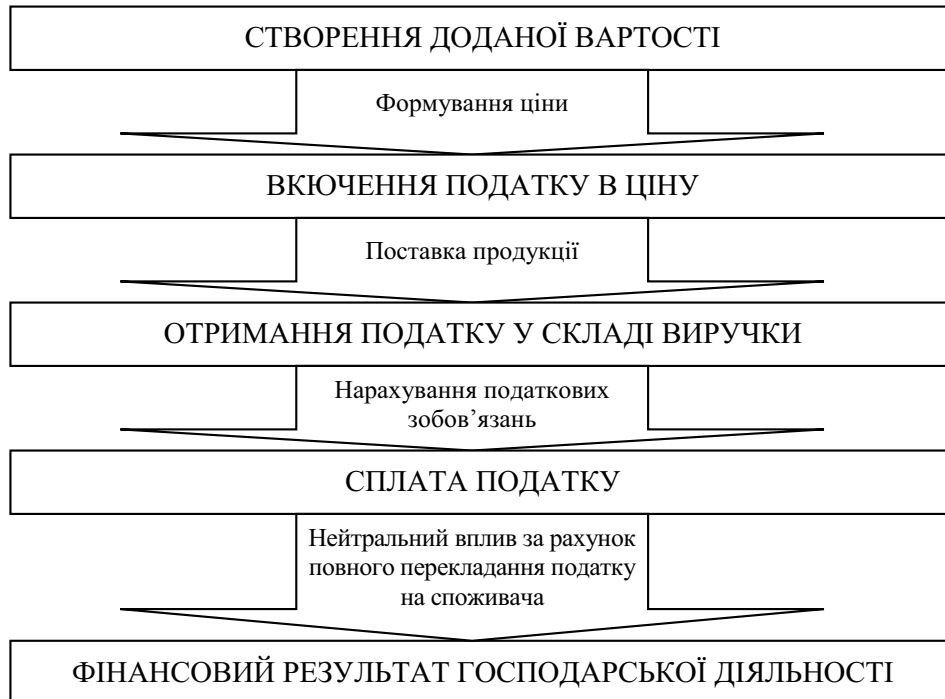 СТВОРЕННЯ ДОДАНОЇ ВАРТОСТІ
Формування ціни
ВКЮЧЕННЯ ПОДАТКУ В ЦІНУ
Поставка продукції
ОТРИМАННЯ ПОДАТКУ У СКЛАДІ ВИРУЧКИ
Нарахування податкових
зобов’язань
СПЛАТА ПОДАТКУ
Нейтральний вплив за рахунок
повного перекладання податку
на споживача
ФІНАНСОВИЙ РЕЗУЛЬТАТ ГОСПОДАРСЬКОЇ ДІЯЛЬНОСТІ